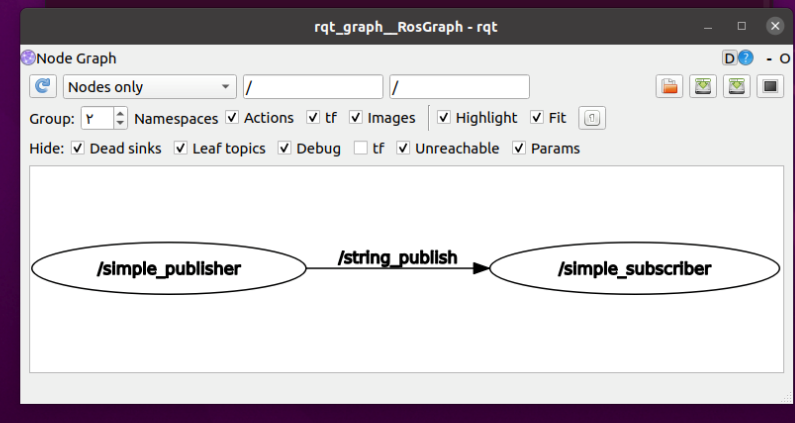 rqt_graph__RosGraph - rqt
Node Graph D ? - O
Nodes only / /
Group: ۲ Namespaces Actions tf Images Highlight Fit
Hide: Dead sinks Leaf topics Debug tf Unreachable Params
/simple_publisher /string_publish /simple_subscriber